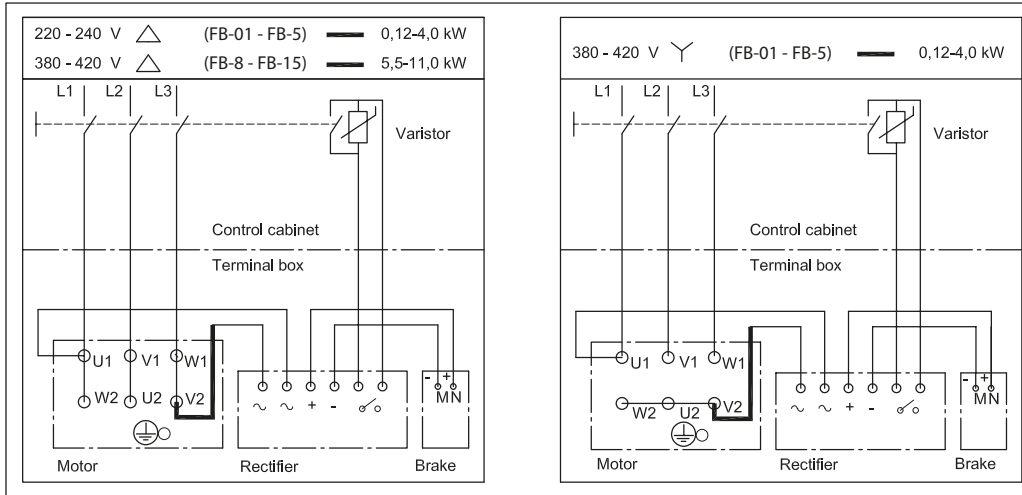 220 - 240 V (FB-01 - FB-5) 0,12-4,0 kW
380 - 420 V (FB-8 - FB-15) 5,5-11,0 kW
L1 L2 L3
Varistor
Control cabinet
Terminal box
U1 V1 W1
W2 U2 V2
- +
M N
~ ~ + -
Motor Rectifier Brake
380 - 420 V (FB-01 - FB-5) 0,12-4,0 kW
L1 L2 L3
Varistor
Control cabinet
Terminal box
U1 V1 W1
W2 U2 V2
- +
M N
~ ~ + -
Motor Rectifier Brake